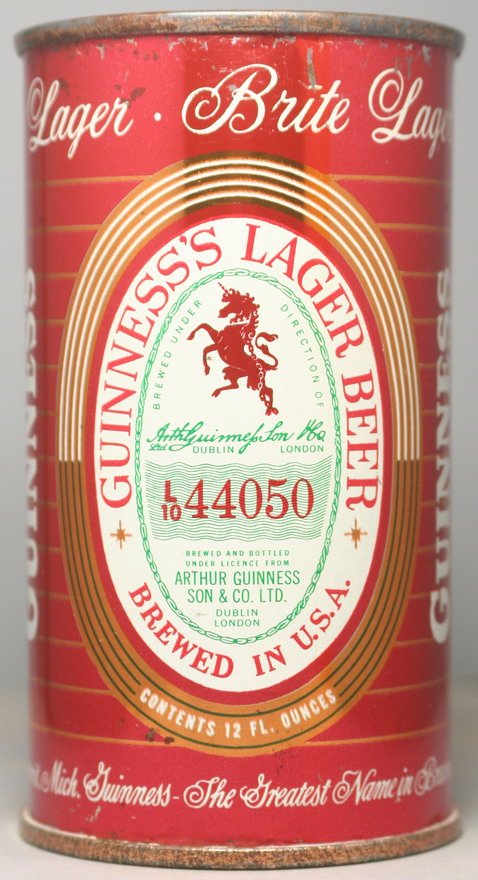 Lager · Brite Lage
GUINNESS'S LAGER BEER
BREWED UNDER DIRECTION OF
Arth Guinness Son & Co
Ltd DUBLIN LONDON
L/10 44050
BREWED AND BOTTLED
UNDER LICENCE FROM
ARTHUR GUINNESS
SON & CO. LTD.
DUBLIN
LONDON
BREWED IN U.S.A.
CONTENTS 12 FL. OUNCES
GUINNESS
GUINNESS
Mich. Guinness - The Greatest Name in